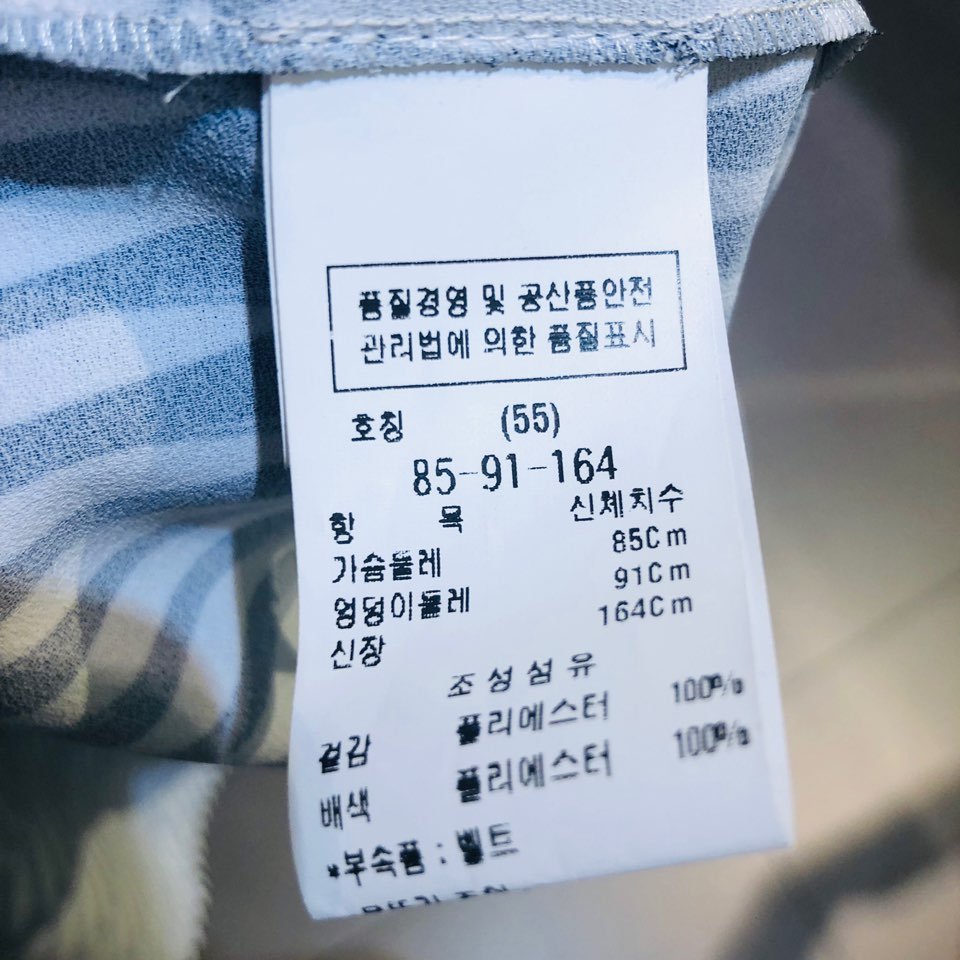 품질경영 및 공산품안전
관리법에 의한 품질표시
호칭 (55)
85-91-164
항 목 신체치수
가슴둘레 85Cm
엉덩이둘레 91Cm
신장 164Cm
조성섬유
겉감 폴리에스터 100%
배색 폴리에스터 100%
*부속품 : 벨트